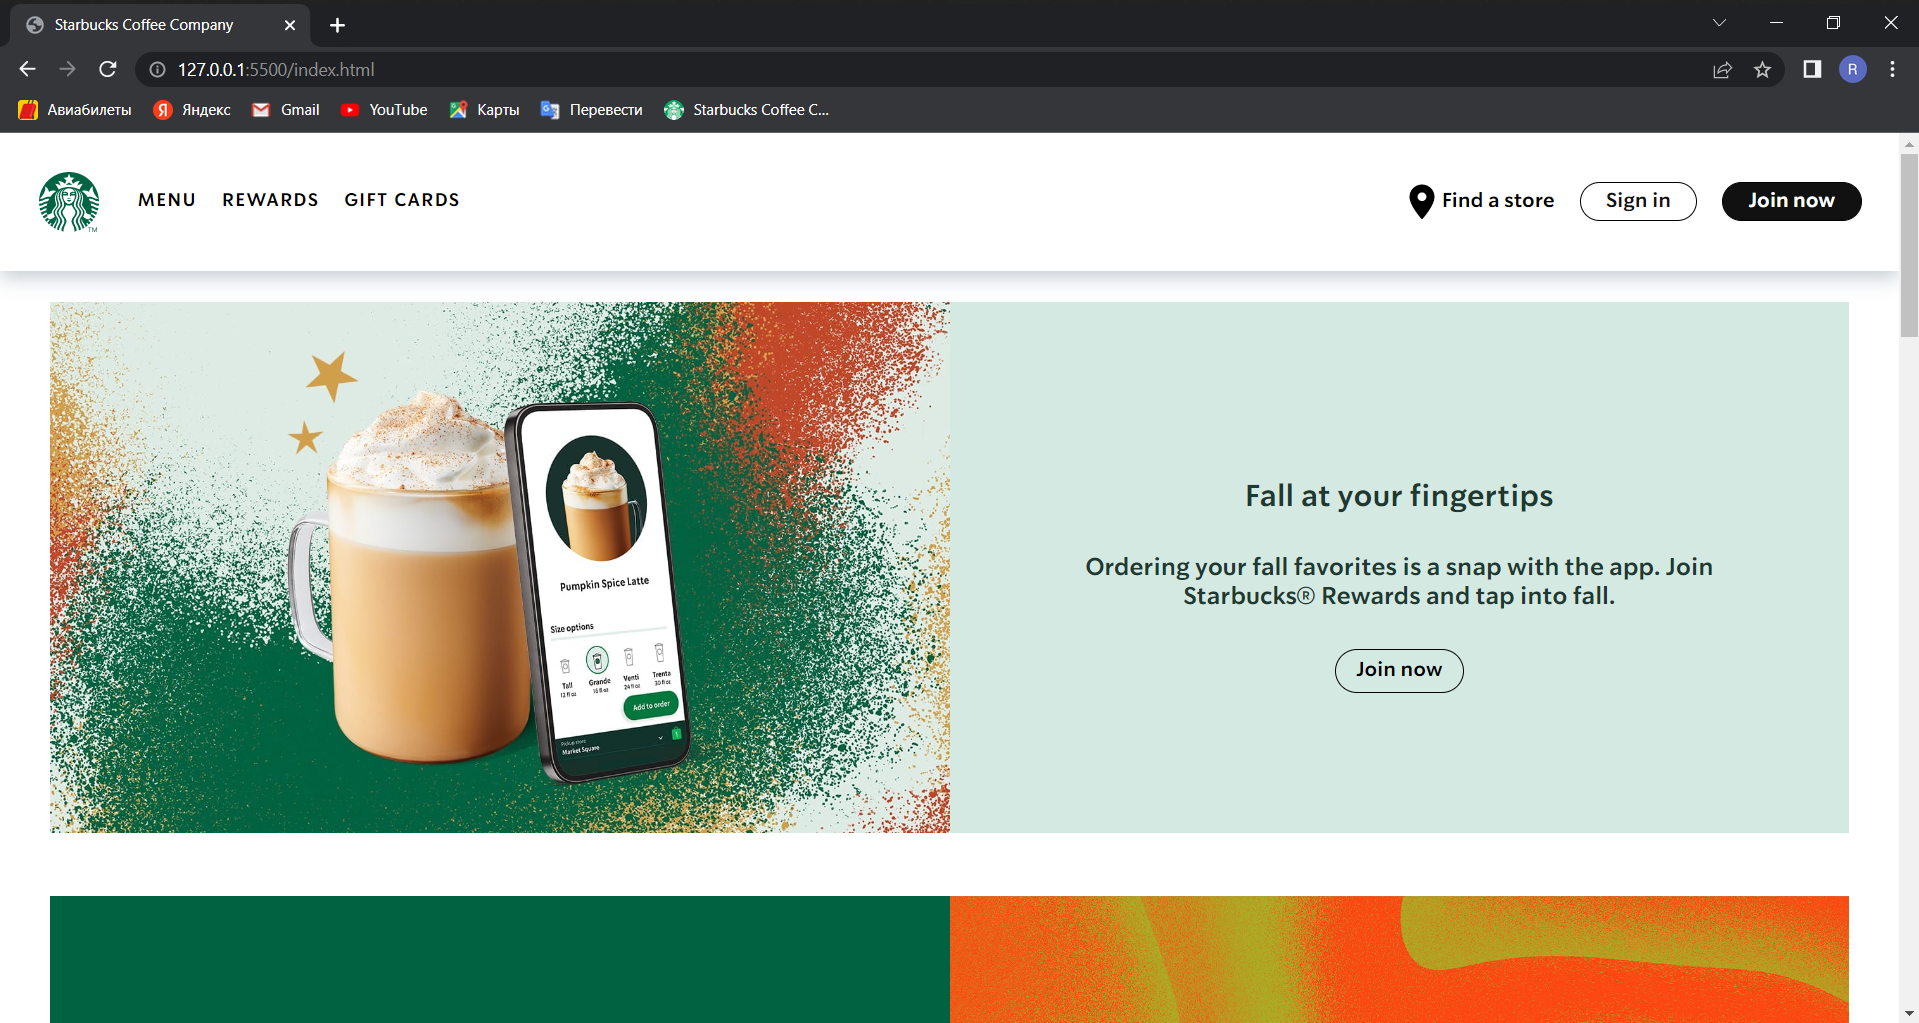 Starbucks Coffee Company
127.0.0.1:5500/index.html
R
Авиабилеты
Яндекс
Gmail
YouTube
Карты
Перевести
Starbucks Coffee C...
TM
MENU
REWARDS
GIFT CARDS
Find a store
Sign in
Join now
Pumpkin Spice Latte
Size options
Tall Grande Venti Trenta
12 fl oz 16 fl oz 24 fl oz 30 fl oz
Add to order
Pickup store
Market Square
1
Fall at your fingertips
Ordering your fall favorites is a snap with the app. Join
Starbucks® Rewards and tap into fall.
Join now